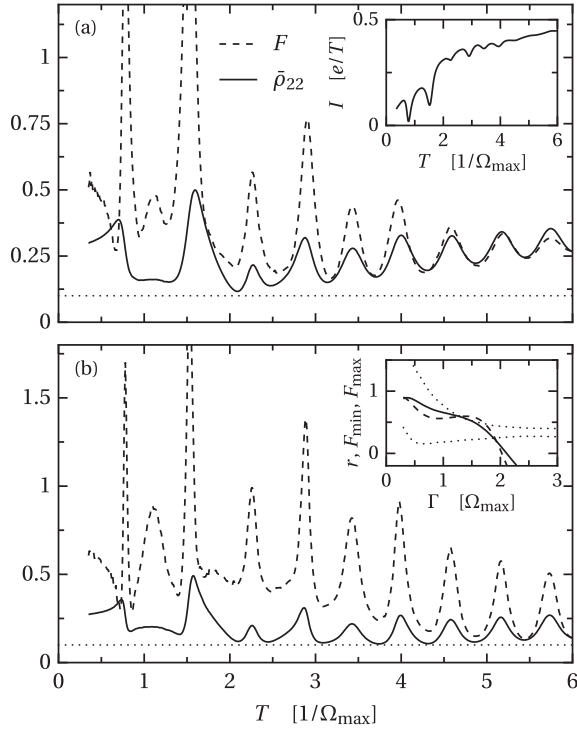 (a)
F
ρ̄₂₂
1
0.75
0.5
0.25
0
I [e/T]
0.5
0
0 2 4 6
T [1/Ωmax]
(b)
1.5
1
0.5
0
r, Fmin, Fmax
1
0
0 1 2 3
Γ [Ωmax]
0 1 2 3 4 5 6
T [1/Ωmax]